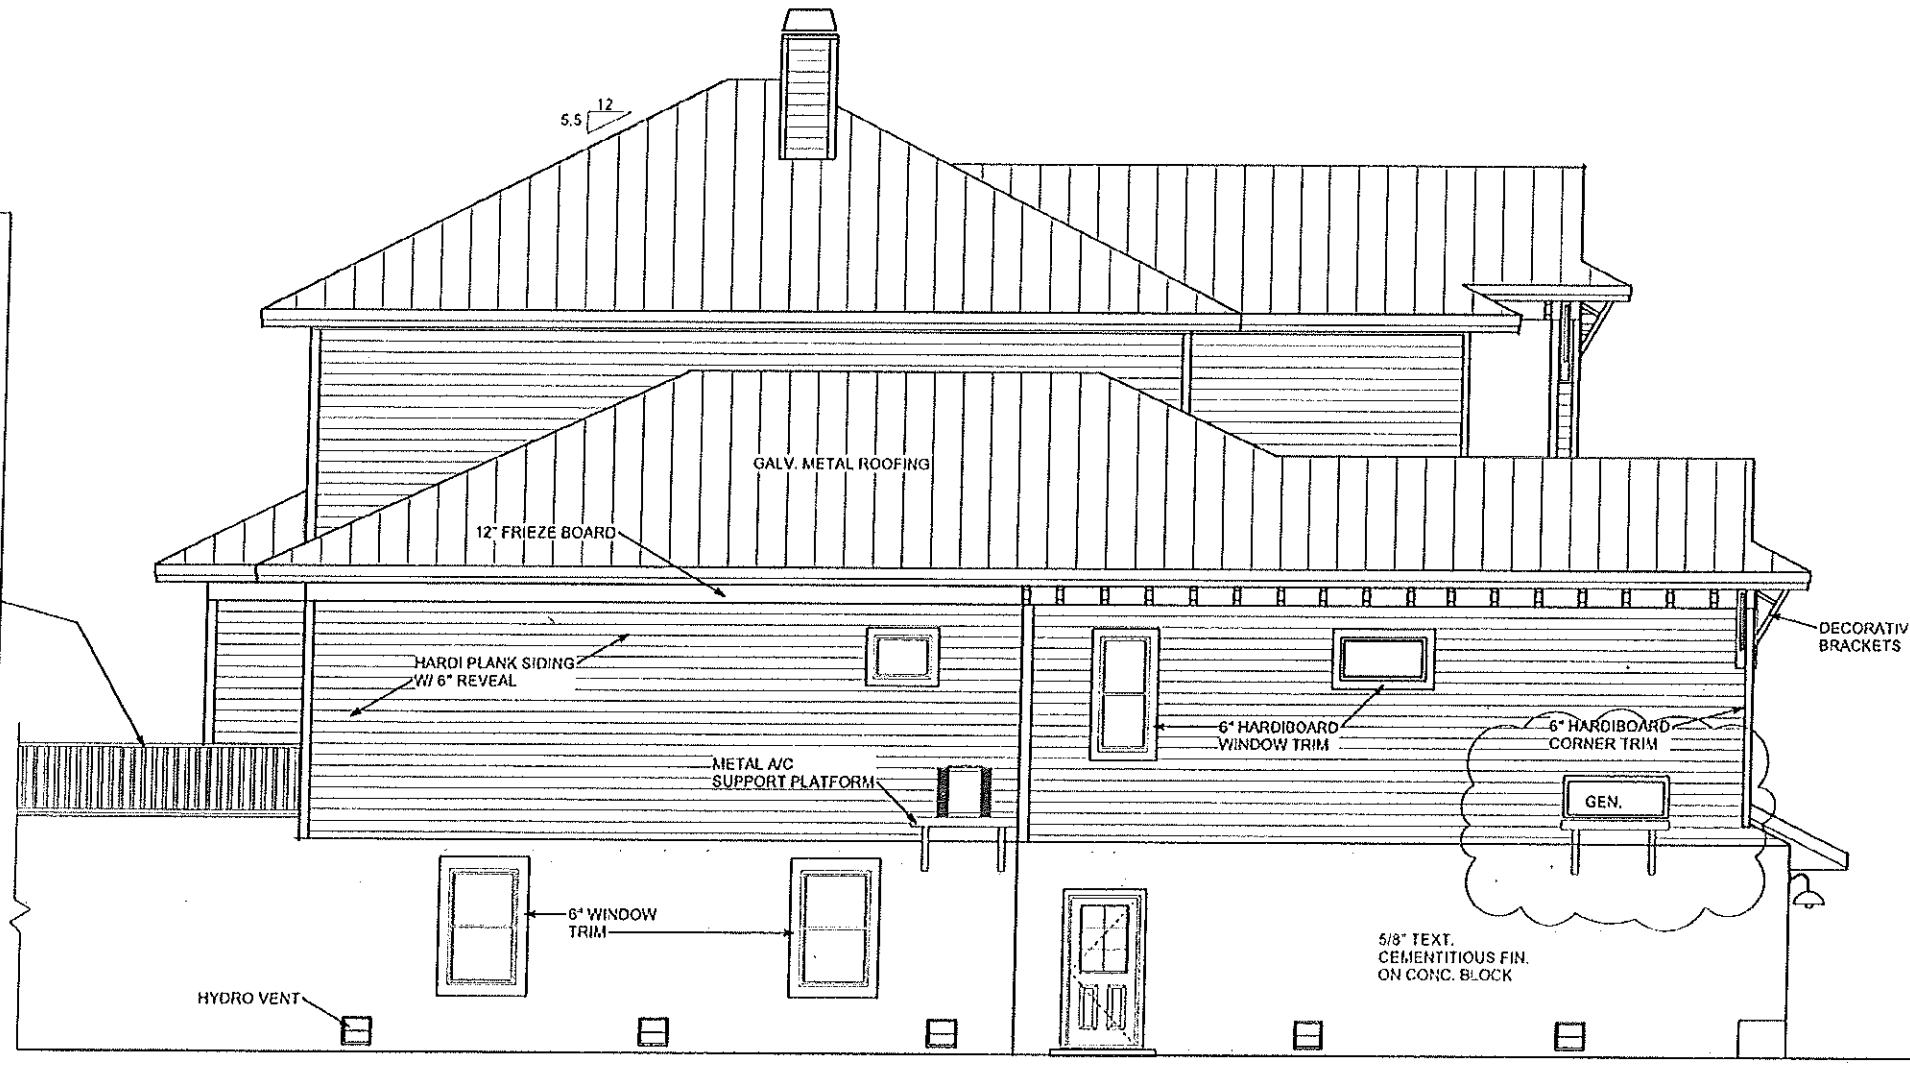 12
5.5
GALV. METAL ROOFING
12" FRIEZE BOARD
HARDI PLANK SIDING
W/ 6" REVEAL
DECORATIV
BRACKETS
6" HARDIBOARD
WINDOW TRIM
6" HARDIBOARD
CORNER TRIM
METAL A/C
SUPPORT PLATFORM
GEN.
6" WINDOW
TRIM
5/8" TEXT.
CEMENTITIOUS FIN.
ON CONC. BLOCK
HYDRO VENT